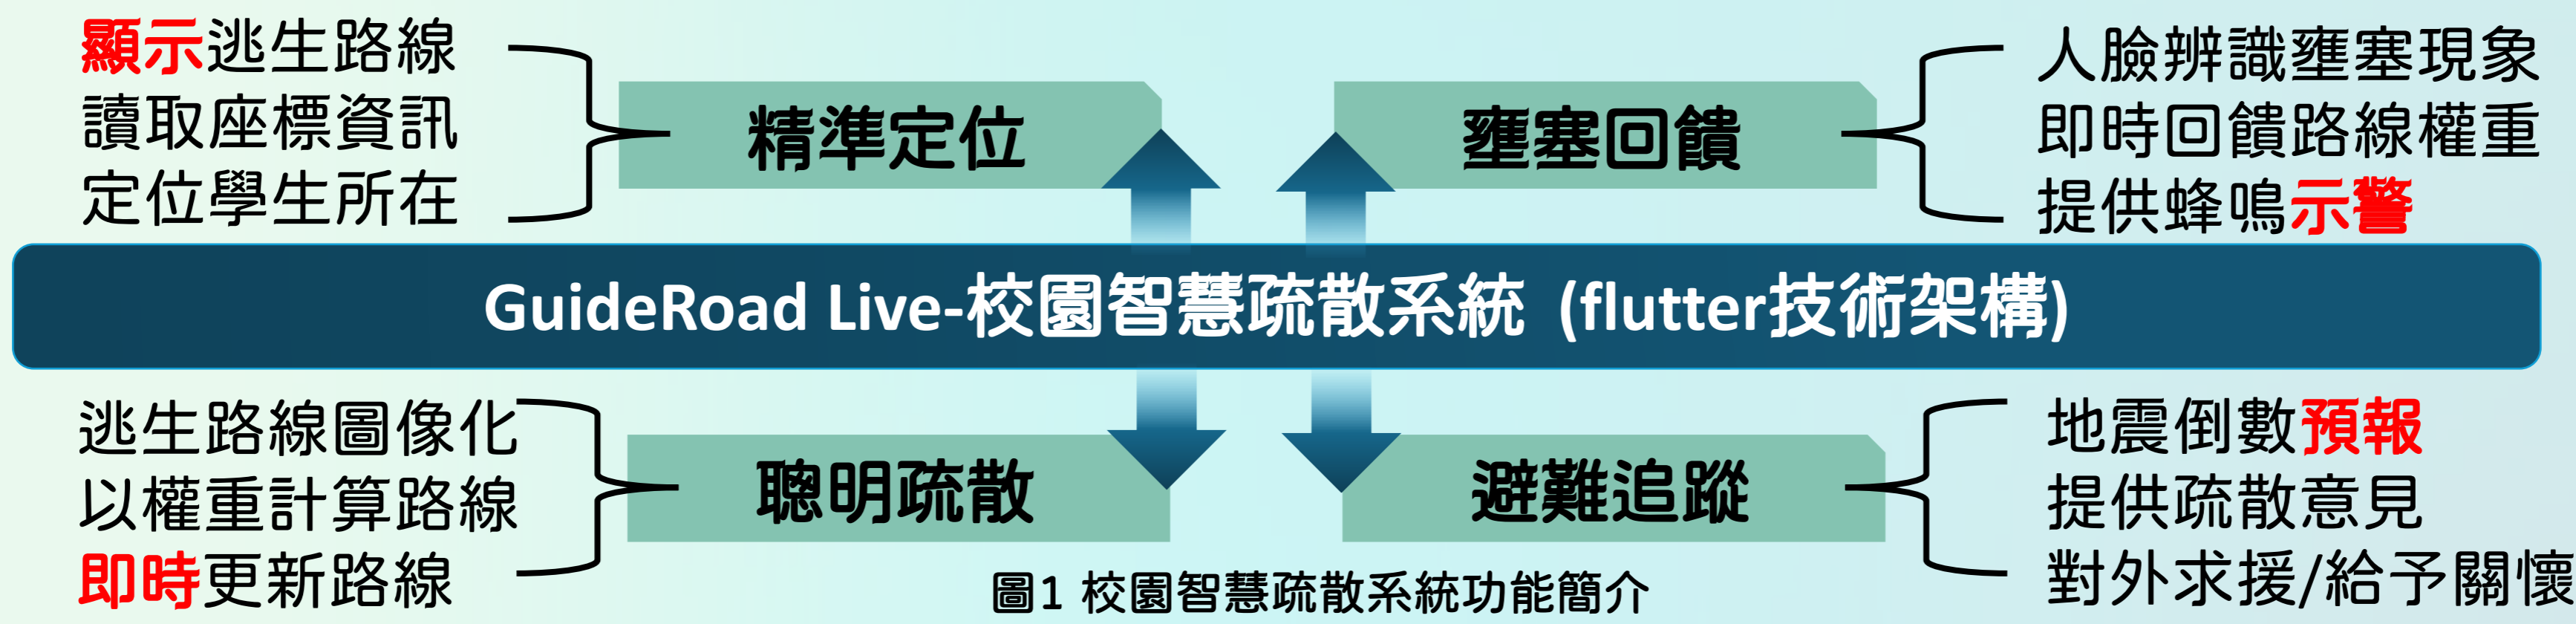 顯示逃生路線
讀取座標資訊
定位學生所在
精準定位
壅塞回饋
人臉辨識壅塞現象
即時回饋路線權重
提供蜂鳴示警
GuideRoad Live-校園智慧疏散系統 (flutter技術架構)
逃生路線圖像化
以權重計算路線
即時更新路線
聰明疏散
避難追蹤
地震倒數預報
提供疏散意見
對外求援/給予關懷
圖1 校園智慧疏散系統功能簡介